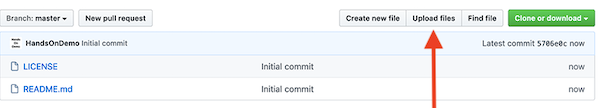 Branch: master New pull request Create new file Upload files Find file Clone or download
HandsOnDemo Initial commit Latest commit 5706e0c now
LICENSE Initial commit now
README.md Initial commit now